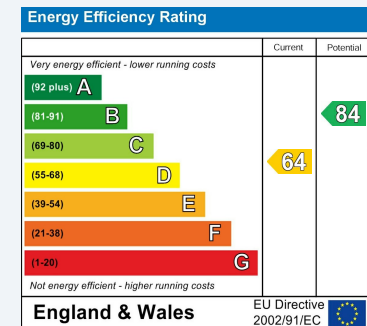 Energy Efficiency Rating
Current Potential
Very energy efficient - lower running costs
(92 plus) A
(81-91) B
84
(69-80) C
64
(55-68) D
(39-54) E
(21-38) F
(1-20) G
Not energy efficient - higher running costs
England & Wales
EU Directive
2002/91/EC